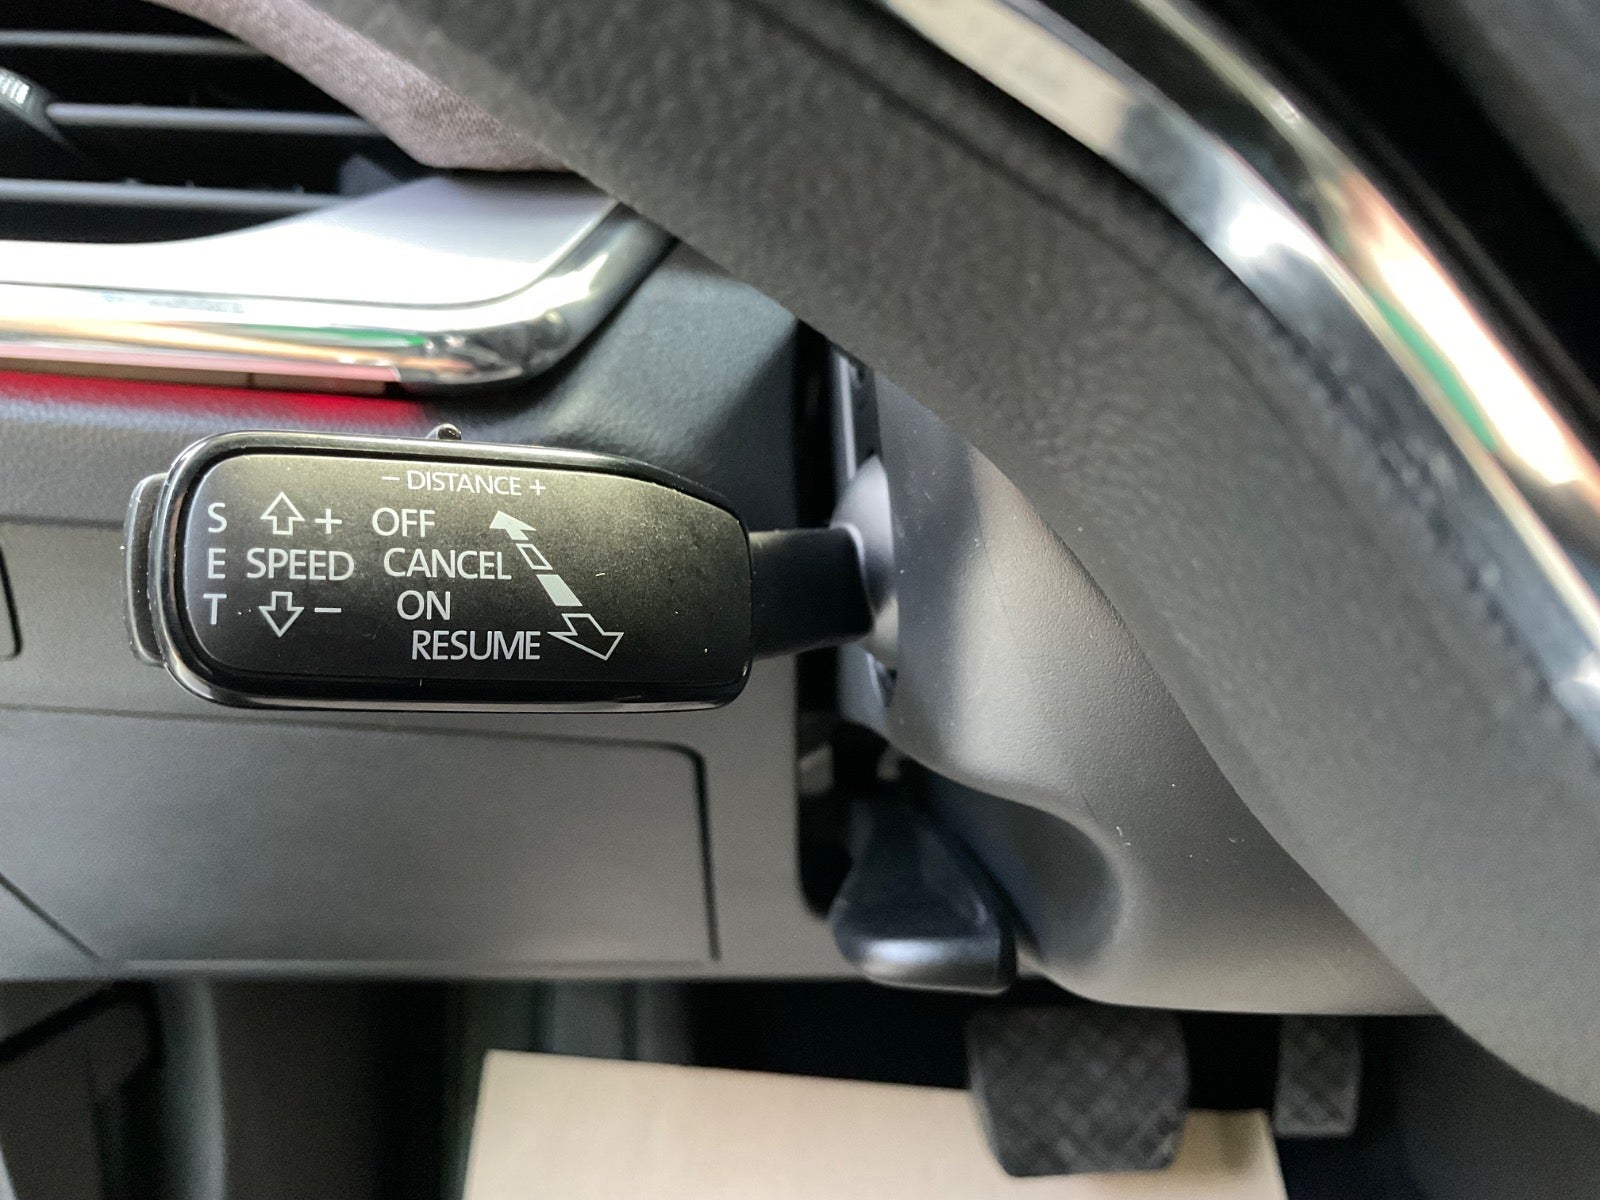 - DISTANCE +
S + OFF
E SPEED CANCEL
T - ON
RESUME